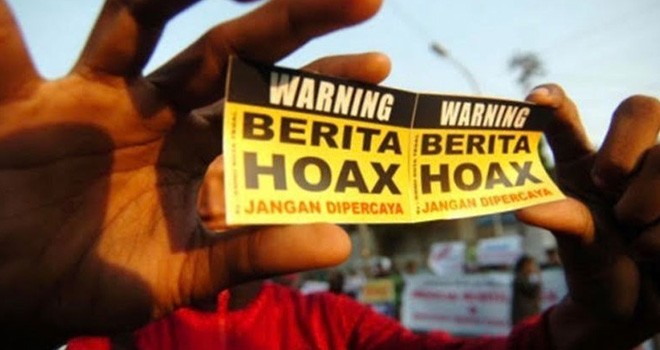 WARNING
BERITA
HOAX
JANGAN DIPERCAYA
WARNING
BERITA
HOAX
JANGAN DIPERCAYA